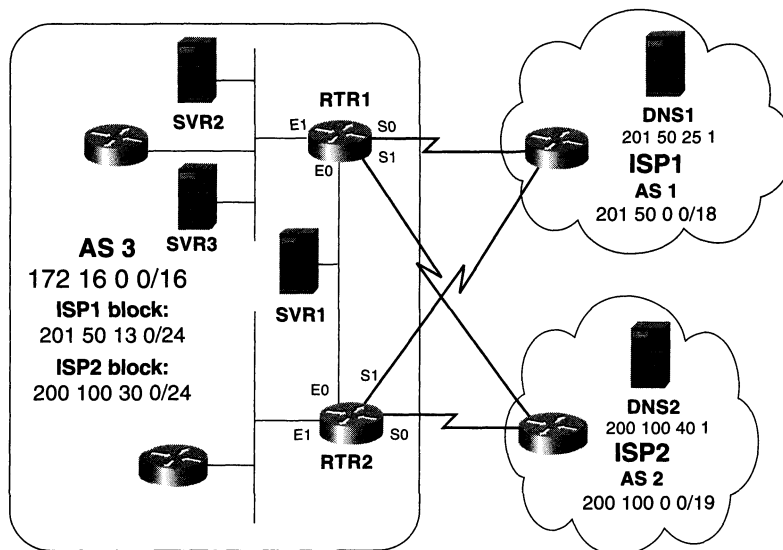 SVR2
RTR1
E1
S0
S1
E0
SVR3
AS 3
172 16 0 0/16
ISP1 block:
201 50 13 0/24
ISP2 block:
200 100 30 0/24
SVR1
E0
S1
E1
S0
RTR2
DNS1
201 50 25 1
ISP1
AS 1
201 50 0 0/18
DNS2
200 100 40 1
ISP2
AS 2
200 100 0 0/19